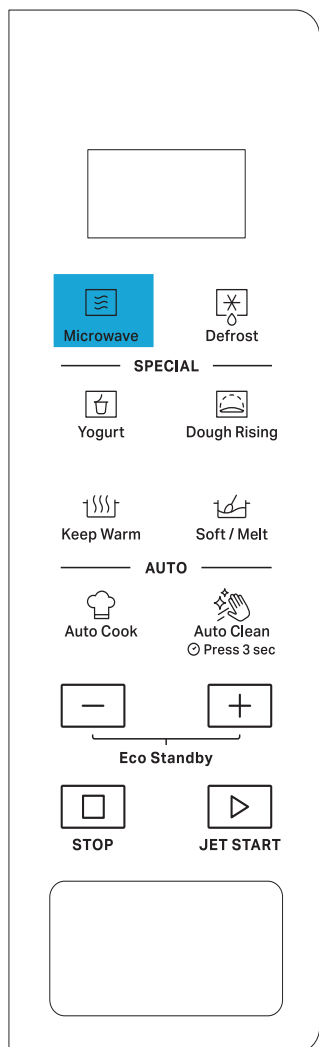 Microwave
Defrost
SPECIAL
Yogurt
Dough Rising
Keep Warm
Soft / Melt
AUTO
Auto Cook
Auto Clean
Press 3 sec
Eco Standby
STOP
JET START